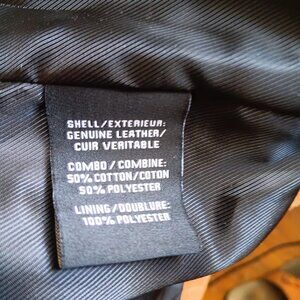 SHELL/EXTERIEUR:
GENUINE LEATHER/
CUIR VERITABLE
COMBO/COMBINE:
50% COTTON/COTON
50% POLYESTER
LINING/DOUBLURE:
100% POLYESTER